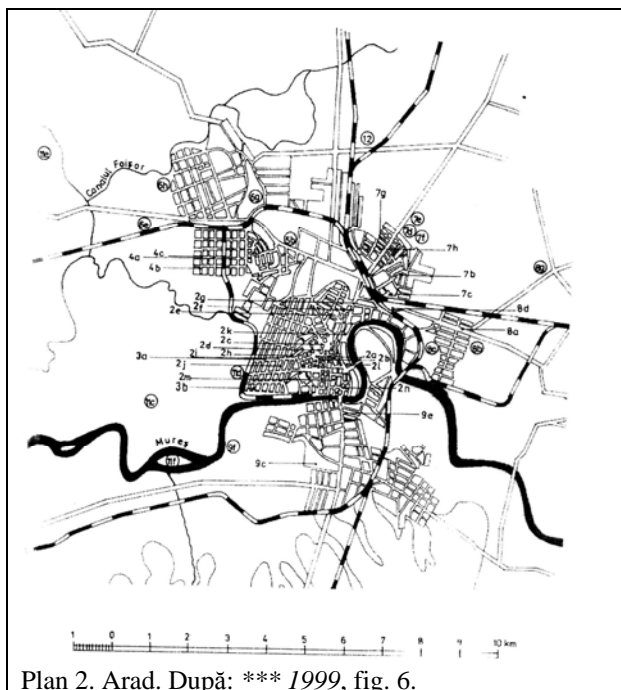 12
Canalul
7g
7h
7b
7c
4a
4c
4b
8d
8a
2g
2e
2f
2k
2c
2d
3a
2i
2h
2a
2b
2j
2l
2m
3b
2n
9e
Mureș
9f
11f
9c
1 0 1 2 3 4 5 6 7 8 9 10 km
Plan 2. Arad. După: *** 1999, fig. 6.